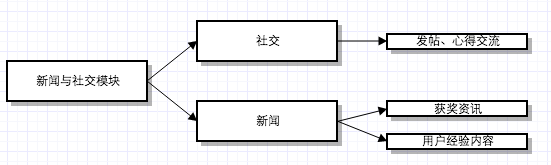 新闻与社交模块
社交
发帖、心得交流
新闻
获奖资讯
用户经验内容